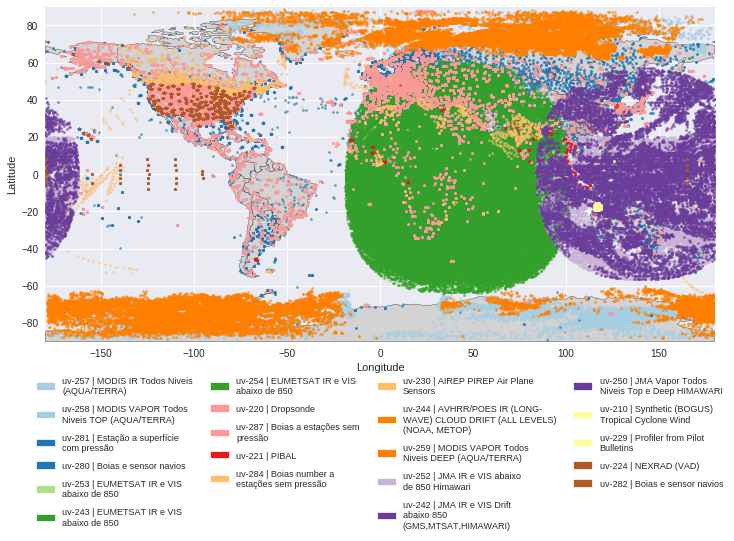 80
60
40
20
0
−20
−40
−60
−80
Latitude
−150
−100
−50
0
50
100
150
Longitude
uv-257 | MODIS IR Todos Niveis
(AQUA/TERRA)
uv-258 | MODIS VAPOR Todos
Niveis TOP (AQUA/TERRA)
uv-281 | Estação a superfície
com pressão
uv-280 | Boias e sensor navios
uv-253 | EUMETSAT IR e VIS
abaixo de 850
uv-243 | EUMETSAT IR e VIS
abaixo de 850
uv-254 | EUMETSAT IR e VIS
abaixo de 850
uv-220 | Dropsonde
uv-287 | Boias a estações sem
pressão
uv-221 | PIBAL
uv-284 | Boias number a
estações sem pressão
uv-230 | AIREP PIREP Air Plane
Sensors
uv-244 | AVHRR/POES IR (LONG-
WAVE) CLOUD DRIFT (ALL LEVELS)
(NOAA, METOP)
uv-259 | MODIS VAPOR Todos
Niveis DEEP (AQUA/TERRA)
uv-252 | JMA IR e VIS abaixo
de 850 Himawari
uv-242 | JMA IR e VIS Drift
abaixo 850
(GMS,MTSAT,HIMAWARI)
uv-250 | JMA Vapor Todos
Niveis Top e Deep HIMAWARI
uv-210 | Synthetic (BOGUS)
Tropical Cyclone Wind
uv-229 | Profiler from Pilot
Bulletins
uv-224 | NEXRAD (VAD)
uv-282 | Boias e sensor navios